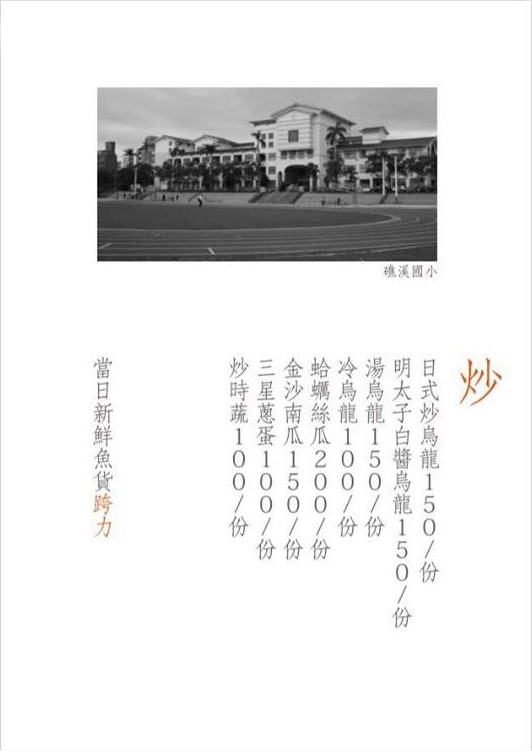 礁溪國小
炒
日式炒烏龍150/份
明太子白醬烏龍150/份
湯烏龍150/份
冷烏龍100/份
蛤蠣絲瓜200/份
金沙南瓜150/份
三星蔥蛋100/份
炒時蔬100/份
當日新鮮魚貨跨力